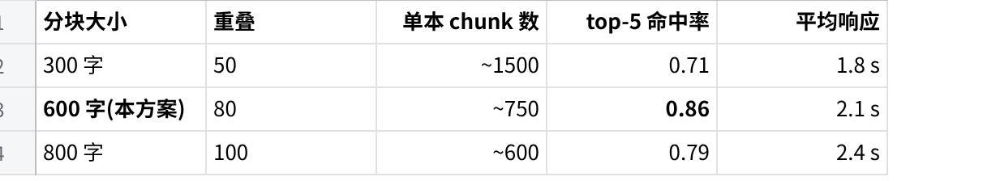 1 分块大小 重叠 单本 chunk 数 top-5 命中率 平均响应
2 300 字 50 ~1500 0.71 1.8 s
3 600 字(本方案) 80 ~750 0.86 2.1 s
4 800 字 100 ~600 0.79 2.4 s